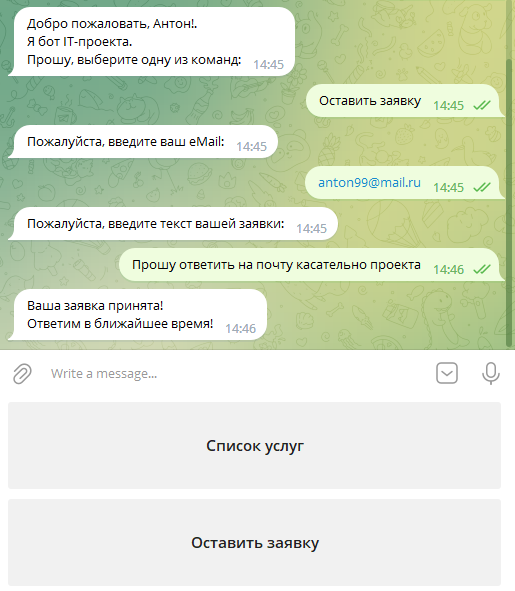 Добро пожаловать, Антон!.
Я бот IT-проекта.
Прошу, выберите одну из команд:
14:45
Оставить заявку
14:45
Пожалуйста, введите ваш eMail:
14:45
anton99@mail.ru
14:45
Пожалуйста, введите текст вашей заявки:
14:45
Прошу ответить на почту касательно проекта
14:46
Ваша заявка принята!
Ответим в ближайшее время!
14:46
Write a message...
Список услуг
Оставить заявку